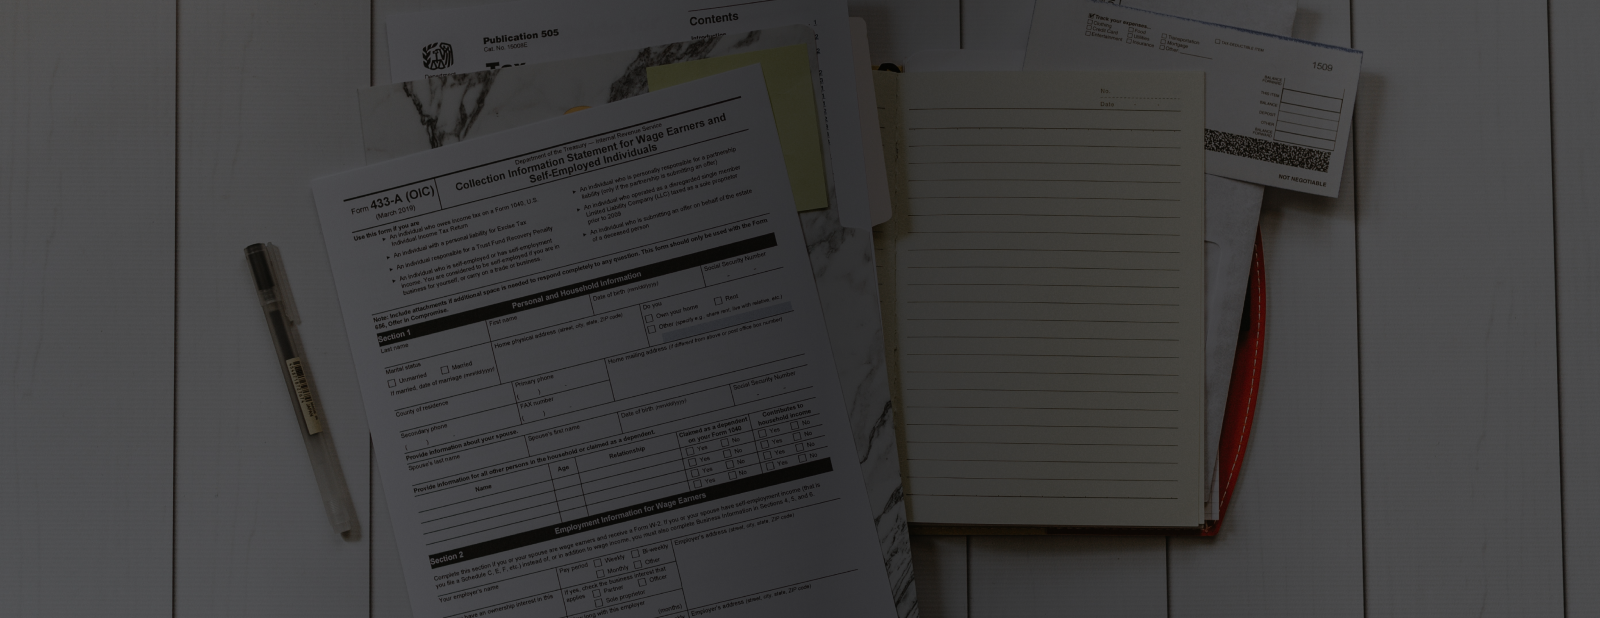 Contents
Publication 505
Cat. No. 15008E
Tax
Department of the Treasury — Internal Revenue Service
Form 433-A (OIC)
(March 2019)
Collection Information Statement for Wage Earners and
Self-Employed Individuals
Use this form if you are
An individual who owes income tax on a Form 1040, U.S.
Individual Income Tax Return
An individual with a personal liability for Excise Tax
An individual responsible for a Trust Fund Recovery Penalty
An individual who is self-employed or has self-employment
income. You are considered to be self-employed if you are in
business for yourself, or carry on a trade or business.
An individual who is personally responsible for a partnership
liability (only if the partnership is submitting an offer)
An individual who operated as a disregarded single member
Limited Liability Company (LLC) taxed as a sole proprietor
prior to 2009
An individual who is submitting an offer on behalf of the estate
of a deceased person
Note: Include attachments if additional space is needed to respond completely to any question. This form should only be used with the Form
656, Offer in Compromise.
Section 1 Personal and Household Information
Last name
First name
Date of birth (mm/dd/yyyy)
Social Security Number
Marital status
Unmarried Married
If married, date of marriage (mm/dd/yyyy)
Home physical address (street, city, state, ZIP code)
Do you:
Own your home Rent
Other (specify e.g., share rent, live with relative, etc.)
County of residence
Primary phone
Home mailing address (if different from above or post office box number)
Secondary phone
FAX number
Provide information about your spouse.
Spouse's last name
Spouse's first name
Date of birth (mm/dd/yyyy)
Social Security Number
Provide information for all other persons in the household or claimed as a dependent.
Name Age Relationship
Claimed as a dependent
on your Form 1040
Contributes to
household income
Yes No Yes No
Yes No Yes No
Yes No Yes No
Yes No Yes No
Section 2 Employment Information for Wage Earners
Complete this section if you or your spouse are wage earners and receive a Form W-2. If you or your spouse have self-employment income (that is
you file a Schedule C, E, F, etc.) instead of, or in addition to wage income, you must also complete Business Information in Sections 4, 5, and 6.
Your employer's name
Pay period Weekly Bi-weekly
Monthly Other
Employer's address (street, city, state, ZIP code)
have an ownership interest in this
If yes, check the business interest that
applies Partner Officer
Sole proprietor
long with this employer
(months)
Employer's address (street, city, state, ZIP code)
No.
Date
Track your expenses...
Clothing Food Transportation
Credit Card Utilities Mortgage
Entertainment Insurance Other
TAX DEDUCTIBLE ITEM
1509
BALANCE
FORWARD
THIS ITEM
BALANCE
DEPOSIT
OTHER
BALANCE
FORWARD
NOT NEGOTIABLE